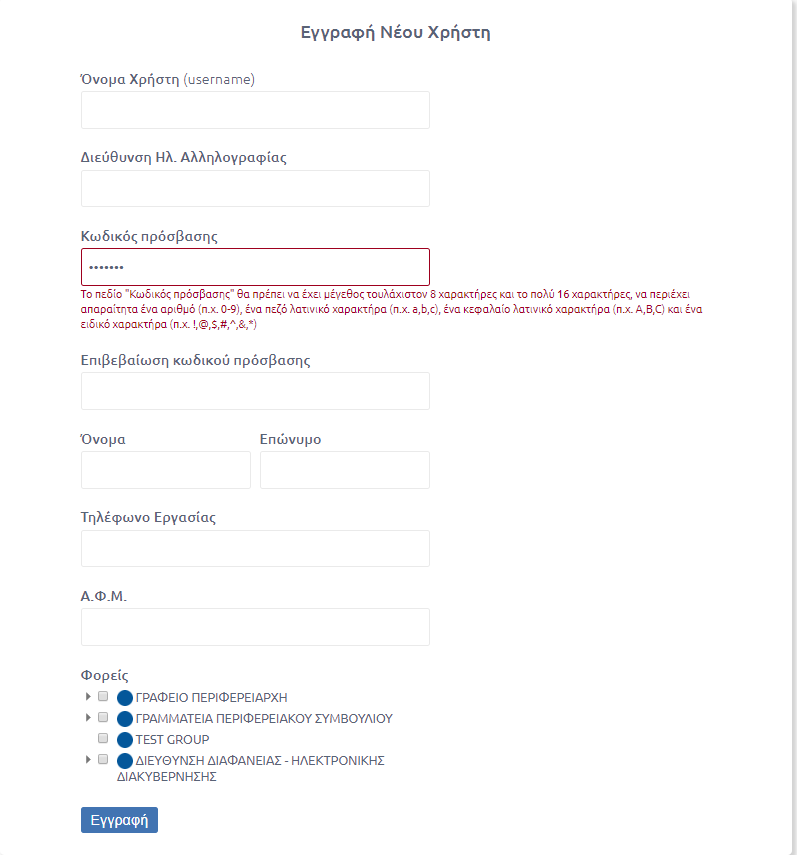 Εγγραφή Νέου Χρήστη
Όνομα Χρήστη (username)
Διεύθυνση Ηλ. Αλληλογραφίας
Κωδικός πρόσβασης
•••••••
Το πεδίο "Κωδικός πρόσβασης" θα πρέπει να έχει μέγεθος τουλάχιστον 8 χαρακτήρες και το πολύ 16 χαρακτήρες, να περιέχει
απαραίτητα ένα αριθμό (π.χ. 0-9), ένα πεζό λατινικό χαρακτήρα (π.χ. a,b,c), ένα κεφαλαίο λατινικό χαρακτήρα (π.χ. A,B,C) και ένα
ειδικό χαρακτήρα (π.χ. !,@,$,#,^,&,*)
Επιβεβαίωση κωδικού πρόσβασης
Όνομα Επώνυμο
Τηλέφωνο Εργασίας
Α.Φ.Μ.
Φορείς
ΓΡΑΦΕΙΟ ΠΕΡΙΦΕΡΕΙΑΡΧΗ
ΓΡΑΜΜΑΤΕΙΑ ΠΕΡΙΦΕΡΕΙΑΚΟΥ ΣΥΜΒΟΥΛΙΟΥ
TEST GROUP
ΔΙΕΥΘΥΝΣΗ ΔΙΑΦΑΝΕΙΑΣ - ΗΛΕΚΤΡΟΝΙΚΗΣ
ΔΙΑΚΥΒΕΡΝΗΣΗΣ
Εγγραφή